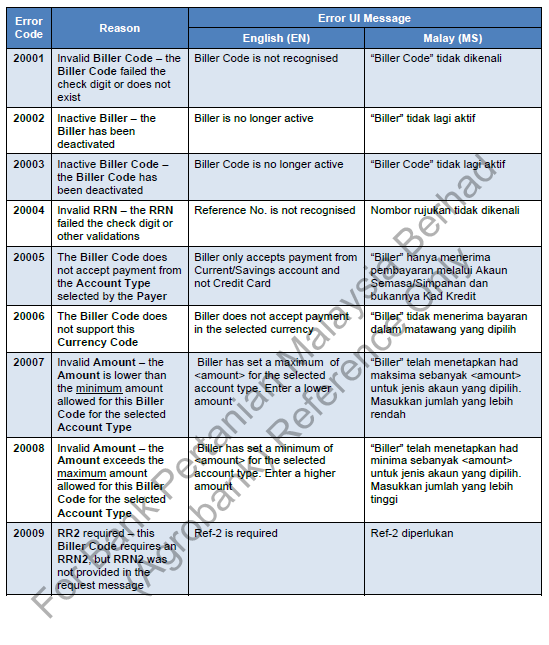 Error Code
Reason
Error UI Message
English (EN)
Malay (MS)
20001
Invalid Biller Code – the
Biller Code failed the
check digit or does not
exist
Biller Code is not recognised
“Biller Code” tidak dikenali
20002
Inactive Biller – the
Biller has been
deactivated
Biller is no longer active
“Biller” tidak lagi aktif
20003
Inactive Biller Code –
the Biller Code has
been deactivated
Biller Code is no longer active
“Biller Code” tidak lagi aktif
20004
Invalid RRN – the RRN
failed the check digit or
other validations
Reference No. is not recognised
Nombor rujukan tidak dikenali
20005
The Biller Code does
not accept payment from
the Account Type
selected by the Payer
Biller only accepts payment from
Current/Savings account and
not Credit Card
“Biller” hanya menerima
pembayaran melalui Akaun
Semasa/Simpanan dan
bukannya Kad Kredit
20006
The Biller Code does
not support this
Currency Code
Biller does not accept payment
in the selected currency
“Biller” tidak menerima bayaran
dalam matawang yang dipilih
20007
Invalid Amount – the
Amount is lower than
the minimum amount
allowed for this Biller
Code for the selected
Account Type
Biller has set a maximum of
<amount> for the selected
account type. Enter a lower
amount
“Biller” telah menetapkan had
maksima sebanyak <amount>
untuk jenis akaun yang dipilih.
Masukkan jumlah yang lebih
rendah
20008
Invalid Amount – the
Amount exceeds the
maximum amount
allowed for this Biller
Code for the selected
Account Type
Biller has set a minimum of
<amount> for the selected
account type. Enter a higher
amount
“Biller” telah menetapkan had
minima sebanyak <amount>
untuk jenis akaun yang dipilih.
Masukkan jumlah yang lebih
tinggi
20009
RR2 required – this
Biller Code requires an
RRN2, but RRN2 was
not provided in the
request message
Ref-2 is required
Ref-2 diperlukan
For Bank Pertanian Malaysia Berhad
(Agrobank) Reference Only